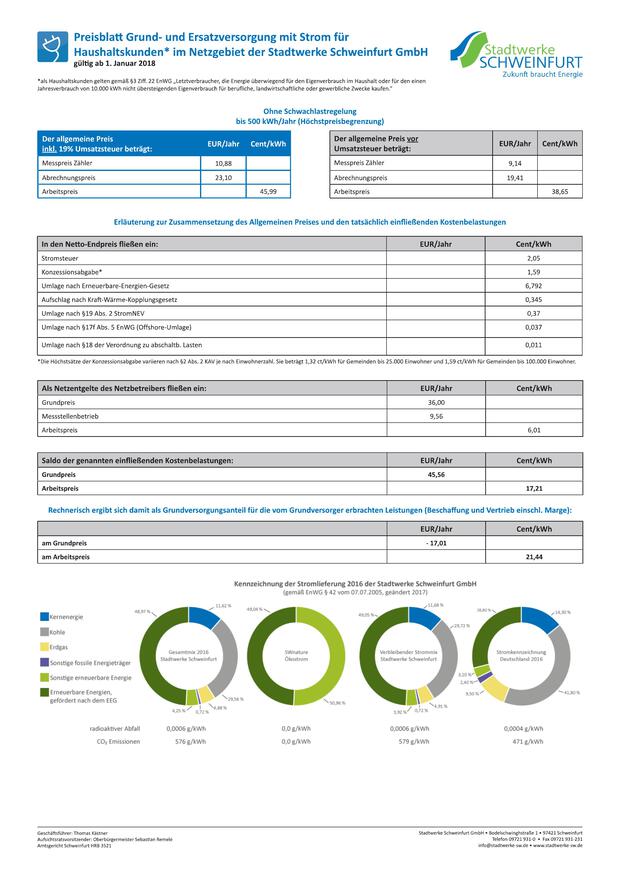 Preisblatt Grund- und Ersatzversorgung mit Strom für
Haushaltskunden* im Netzgebiet der Stadtwerke Schweinfurt GmbH
gültig ab 1. Januar 2018
Stadtwerke
SCHWEINFURT
Zukunft braucht Energie
*als Haushaltskunden gelten gemäß §3 Ziff. 22 EnWG „Letztverbraucher, die Energie überwiegend für den Eigenverbrauch im Haushalt oder für den einen
Jahresverbrauch von 10.000 kWh nicht übersteigenden Eigenverbrauch für berufliche, landwirtschaftliche oder gewerbliche Zwecke kaufen."
Ohne Schwachlastregelung
bis 500 kWh/Jahr (Höchstpreisbegrenzung)
Der allgemeine Preis
inkl. 19% Umsatzsteuer beträgt: EUR/Jahr Cent/kWh
Messpreis Zähler 10,88
Abrechnungspreis 23,10
Arbeitspreis 45,99
Der allgemeine Preis vor
Umsatzsteuer beträgt: EUR/Jahr Cent/kWh
Messpreis Zähler 9,14
Abrechnungspreis 19,41
Arbeitspreis 38,65
Erläuterung zur Zusammensetzung des Allgemeinen Preises und den tatsächlich einfließenden Kostenbelastungen
In den Netto-Endpreis fließen ein: EUR/Jahr Cent/kWh
Stromsteuer 2,05
Konzessionsabgabe* 1,59
Umlage nach Erneuerbare-Energien-Gesetz 6,792
Aufschlag nach Kraft-Wärme-Kopplungsgesetz 0,345
Umlage nach §19 Abs. 2 StromNEV 0,37
Umlage nach §17f Abs. 5 EnWG (Offshore-Umlage) 0,037
Umlage nach §18 der Verordnung zu abschaltb. Lasten 0,011
*Die Höchstsätze der Konzessionsabgabe variieren nach §2 Abs. 2 KAV je nach Einwohnerzahl. Sie beträgt 1,32 ct/kWh für Gemeinden bis 25.000 Einwohner und 1,59 ct/kWh für Gemeinden bis 100.000 Einwohner.
Als Netzentgelte des Netzbetreibers fließen ein: EUR/Jahr Cent/kWh
Grundpreis 36,00
Messstellenbetrieb 9,56
Arbeitspreis 6,01
Saldo der genannten einfließenden Kostenbelastungen: EUR/Jahr Cent/kWh
Grundpreis 45,56
Arbeitspreis 17,21
Rechnerisch ergibt sich damit als Grundversorgungsanteil für die vom Grundversorger erbrachten Leistungen (Beschaffung und Vertrieb einschl. Marge):
EUR/Jahr Cent/kWh
am Grundpreis - 17,01
am Arbeitspreis 21,44
Kennzeichnung der Stromlieferung 2016 der Stadtwerke Schweinfurt GmbH
(gemäß EnWG § 42 vom 07.07.2005, geändert 2017)
Kernenergie
Kohle
Erdgas
Sonstige fossile Energieträger
Sonstige erneuerbare Energie
Erneuerbare Energien,
gefördert nach dem EEG
48,97 %
11,62 %
Gesamtmix 2016
Stadtwerke Schweinfurt
29,56 %
4,88 %
0,72 %
4,25 %
49,04 %
SWnature
Ökostrom
50,96 %
49,05 %
11,68 %
29,72 %
Verbleibender Strommix
Stadtwerke Schweinfurt
4,91 %
0,72 %
3,92 %
14,30 %
Stromkennzeichnung
Deutschland 2016
3,20 %
2,40 %
9,50 %
41,80 %
radioaktiver Abfall 0,0006 g/kWh 0,0 g/kWh 0,0006 g/kWh 0,0004 g/kWh
CO₂ Emissionen 576 g/kWh 0,0 g/kWh 579 g/kWh 471 g/kWh
Geschäftsführer: Thomas Kästner
Aufsichtsratsvorsitzender: Oberbürgermeister Sebastian Remelé
Amtsgericht Schweinfurt HRB 3521
Stadtwerke Schweinfurt GmbH • Bodelschwinghstraße 1 • 97421 Schweinfurt
Telefon 09721 931-0 • Fax 09721 931-231
info@stadtwerke-sw.de • www.stadtwerke-sw.de